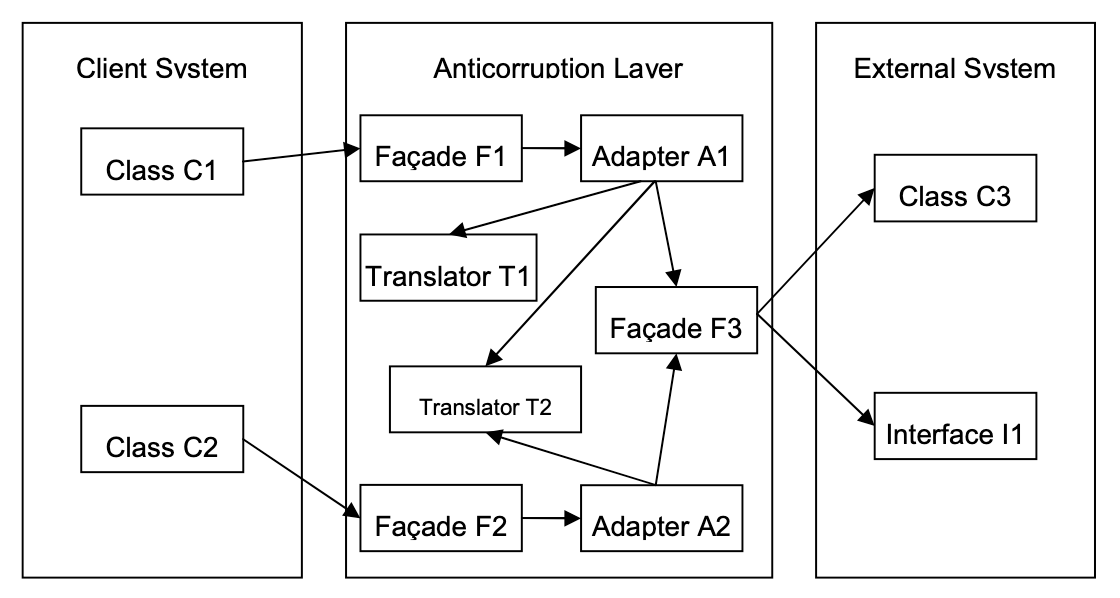 Client System
Anticorruption Layer
External System
Class C1
Façade F1
Adapter A1
Class C3
Translator T1
Façade F3
Translator T2
Class C2
Interface I1
Façade F2
Adapter A2